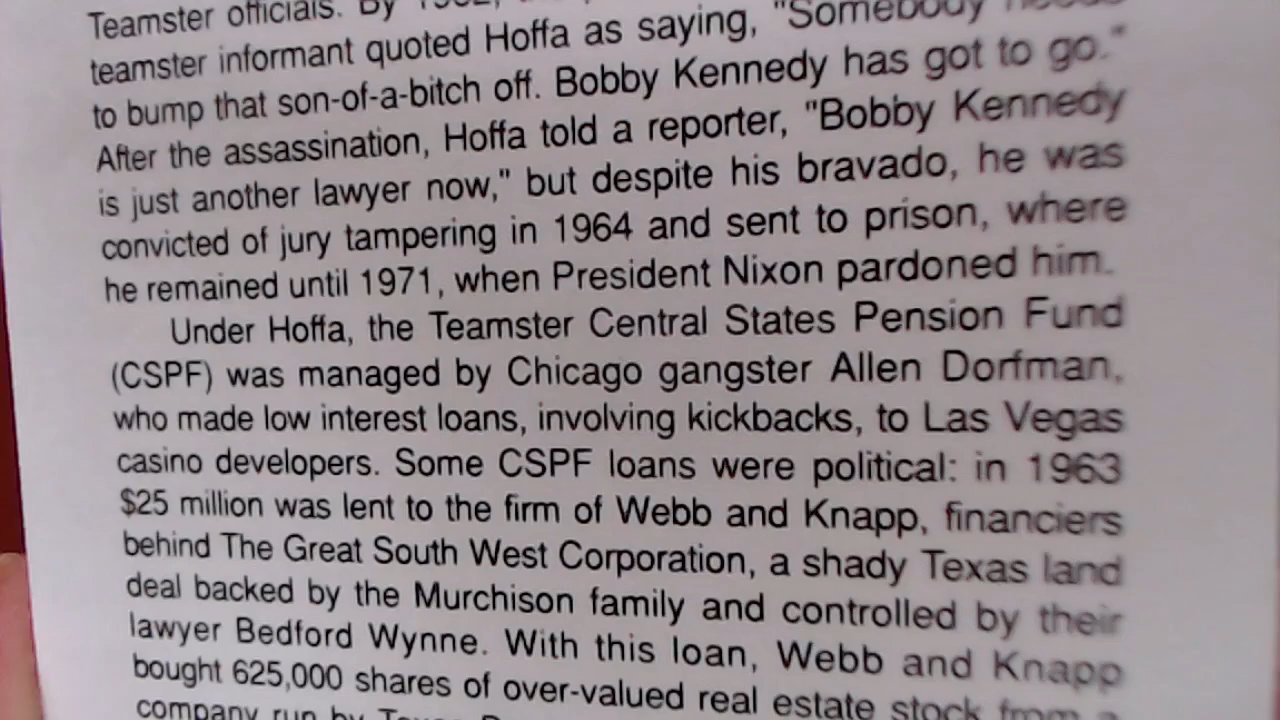 Teamster officials. By
teamster informant quoted Hoffa as saying, "Somebody needs
to bump that son-of-a-bitch off. Bobby Kennedy has got to go."
After the assassination, Hoffa told a reporter, "Bobby Kennedy
is just another lawyer now," but despite his bravado, he was
convicted of jury tampering in 1964 and sent to prison, where
he remained until 1971, when President Nixon pardoned him.
Under Hoffa, the Teamster Central States Pension Fund
(CSPF) was managed by Chicago gangster Allen Dorfman,
who made low interest loans, involving kickbacks, to Las Vegas
casino developers. Some CSPF loans were political: in 1963
$25 million was lent to the firm of Webb and Knapp, financiers
behind The Great South West Corporation, a shady Texas land
deal backed by the Murchison family and controlled by their
lawyer Bedford Wynne. With this loan, Webb and Knapp
bought 625,000 shares of over-valued real estate stock from a
company run by Texas